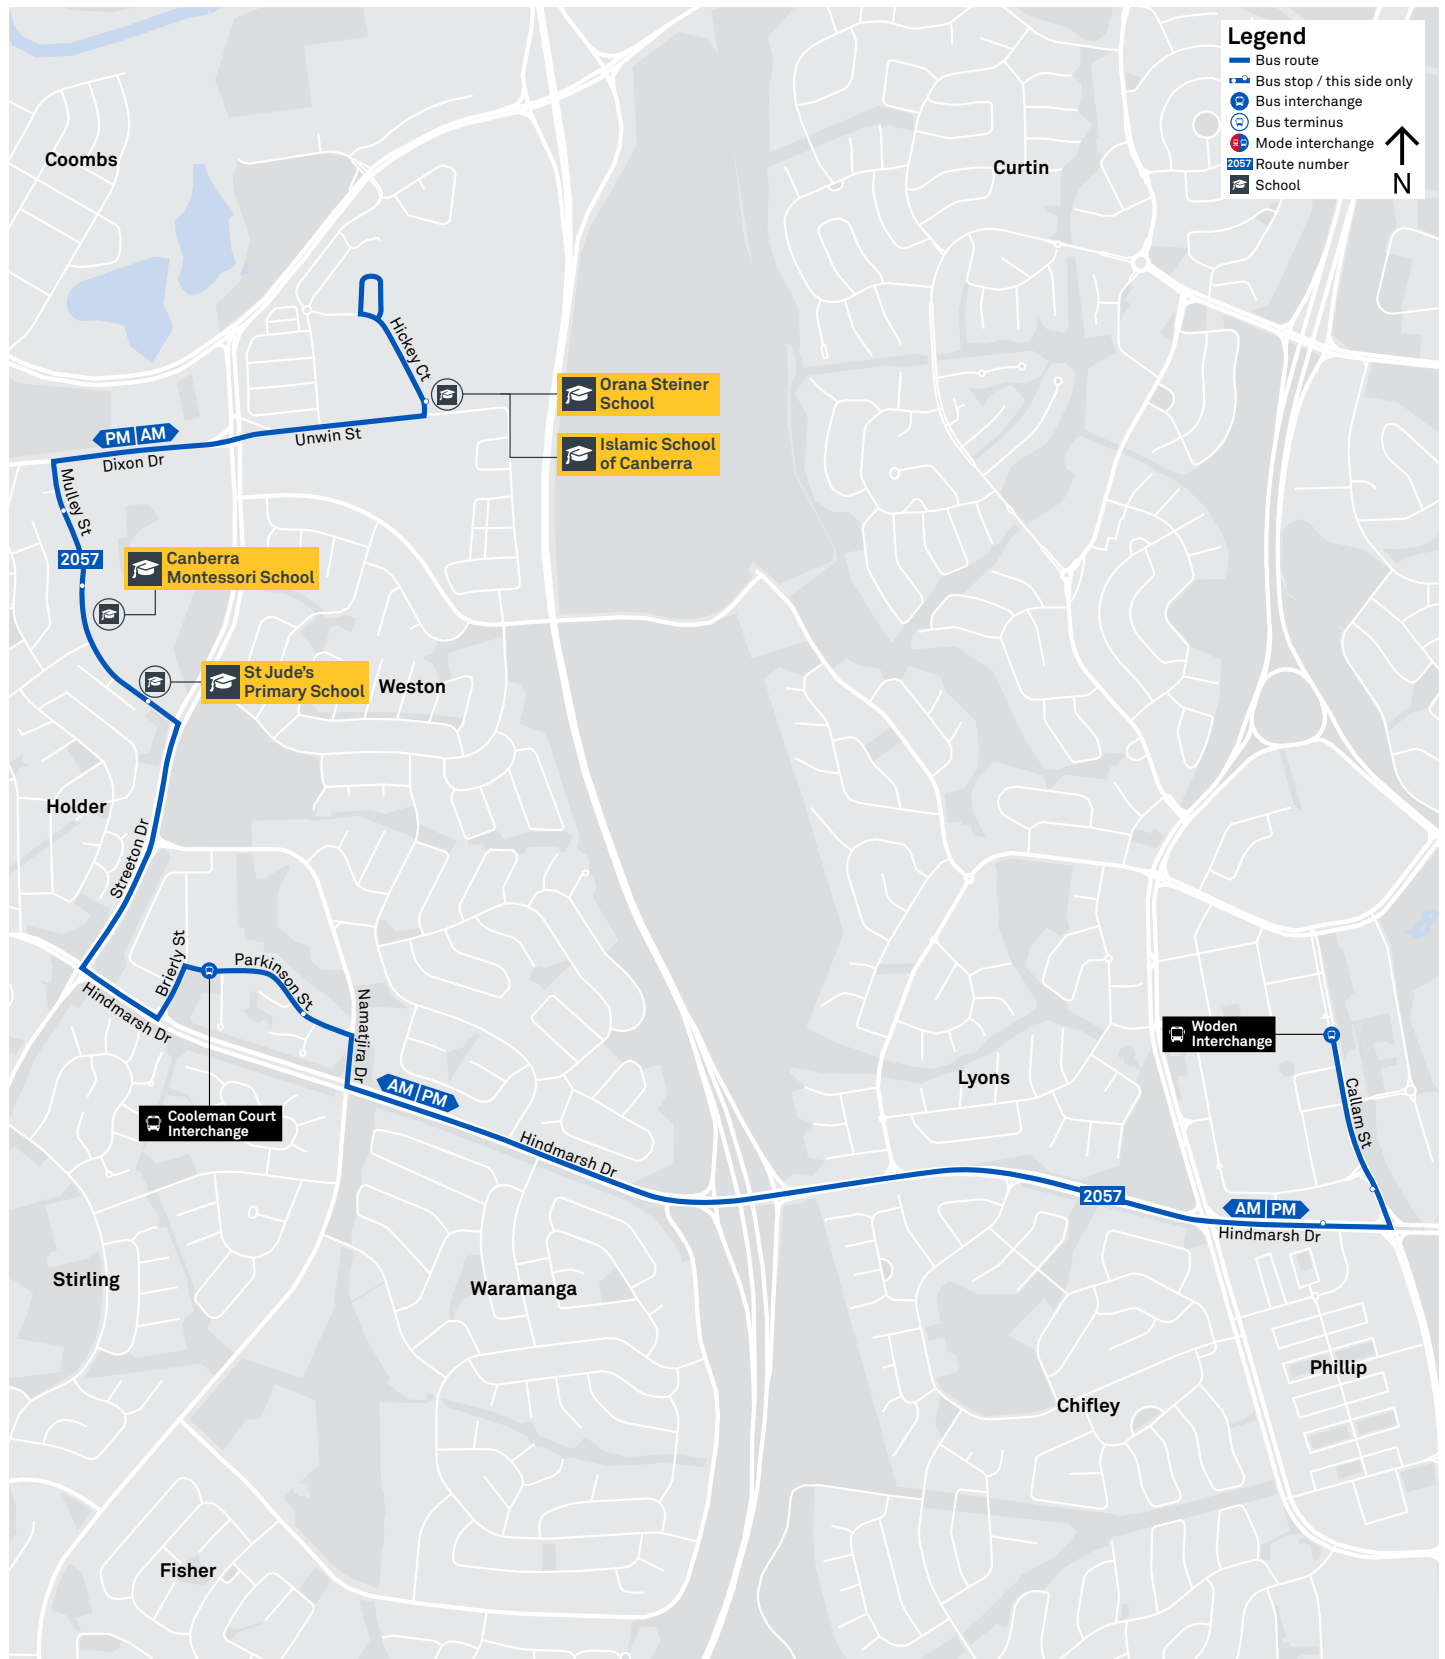 Legend
Bus route
Bus stop / this side only
Bus interchange
Bus terminus
Mode interchange
2057 Route number
School
N
Coombs
Curtin
Hickey Ct
Orana Steiner
School
Islamic School
of Canberra
PM AM
Unwin St
Dixon Dr
Mulley St
2057
Canberra
Montessori School
St Jude's
Primary School
Weston
Holder
Streeton Dr
Brierly St
Parkinson St
Hindmarsh Dr
Namatjira Dr
Woden
Interchange
Lyons
Callam St
AM PM
Cooleman Court
Interchange
Hindmarsh Dr
2057
AM PM
Hindmarsh Dr
Stirling
Waramanga
Phillip
Chifley
Fisher